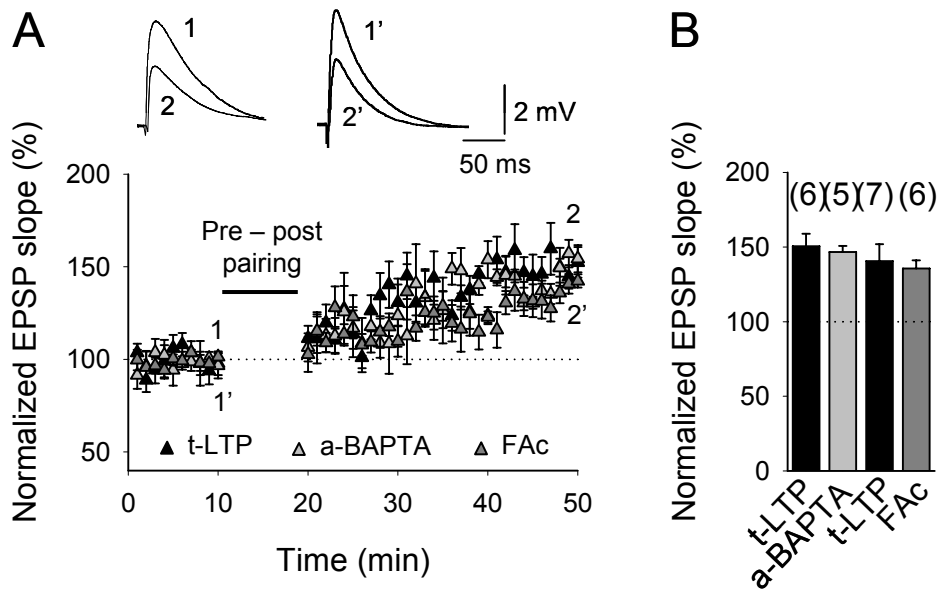 A
B
1
1’
2
2’
2 mV
50 ms
Normalized EPSP slope (%)
200
150
100
50
Pre – post
pairing
1
1’
2
2’
t-LTP
a-BAPTA
FAc
0
10
20
30
40
50
Time (min)
Normalized EPSP slope (%)
200
150
100
50
0
(6)
(5)
(7)
(6)
t-LTP
a-BAPTA
t-LTP
FAc